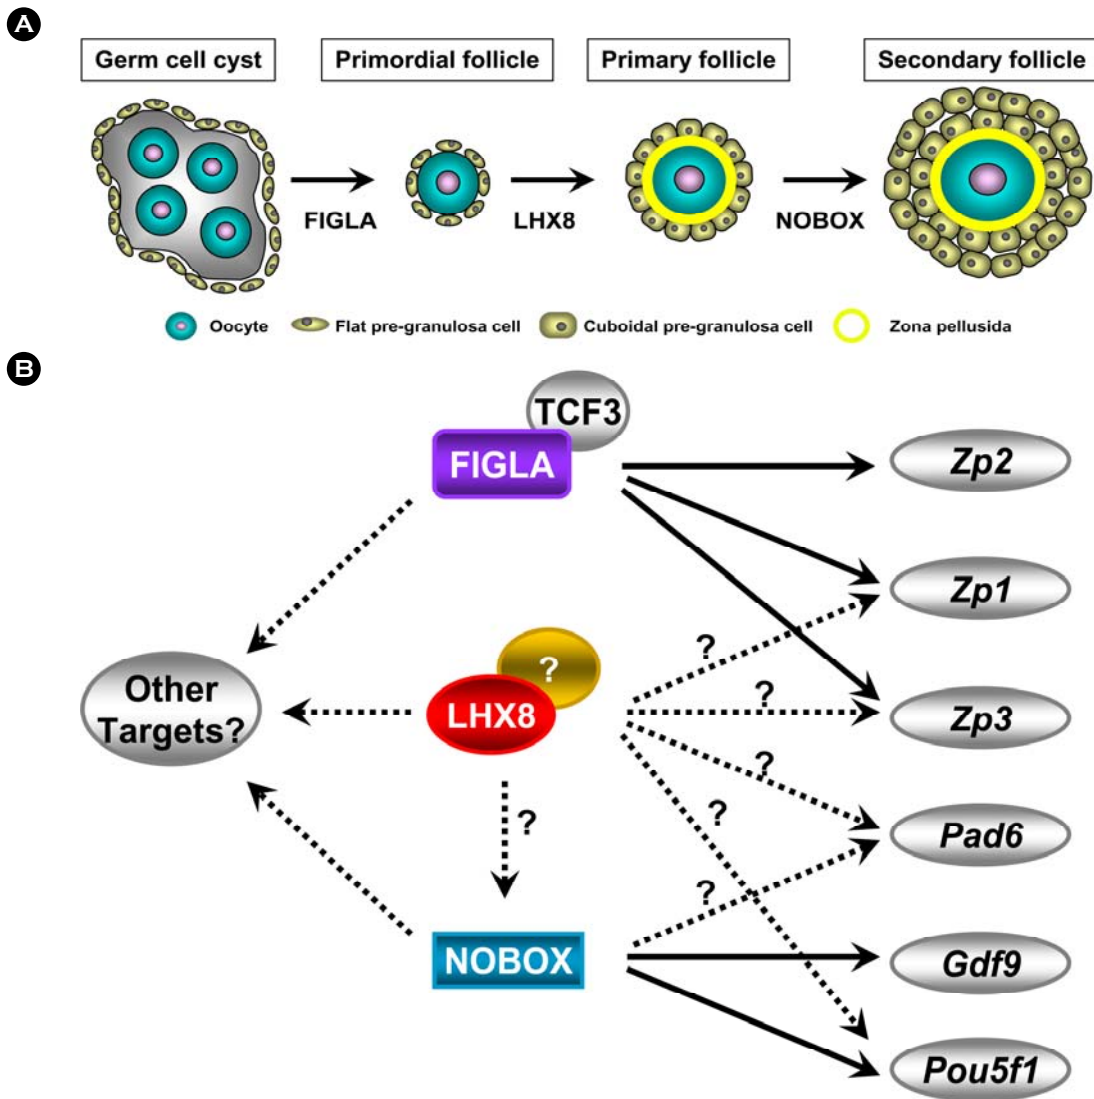 A
Germ cell cyst
Primordial follicle
Primary follicle
Secondary follicle
FIGLA
LHX8
NOBOX
Oocyte
Flat pre-granulosa cell
Cuboidal pre-granulosa cell
Zona pellusida
B
TCF3
FIGLA
Zp2
Zp1
?
?
Other
Targets?
LHX8
?
Zp3
?
?
?
Pad6
?
NOBOX
Gdf9
Pou5f1